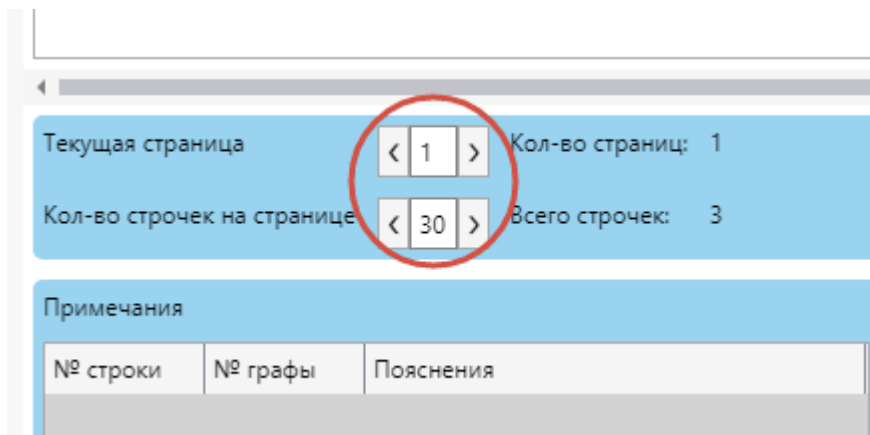 Текущая страница 1 Кол-во страниц: 1
Кол-во строчек на странице 30 Всего строчек: 3
Примечания
№ строки № графы Пояснения